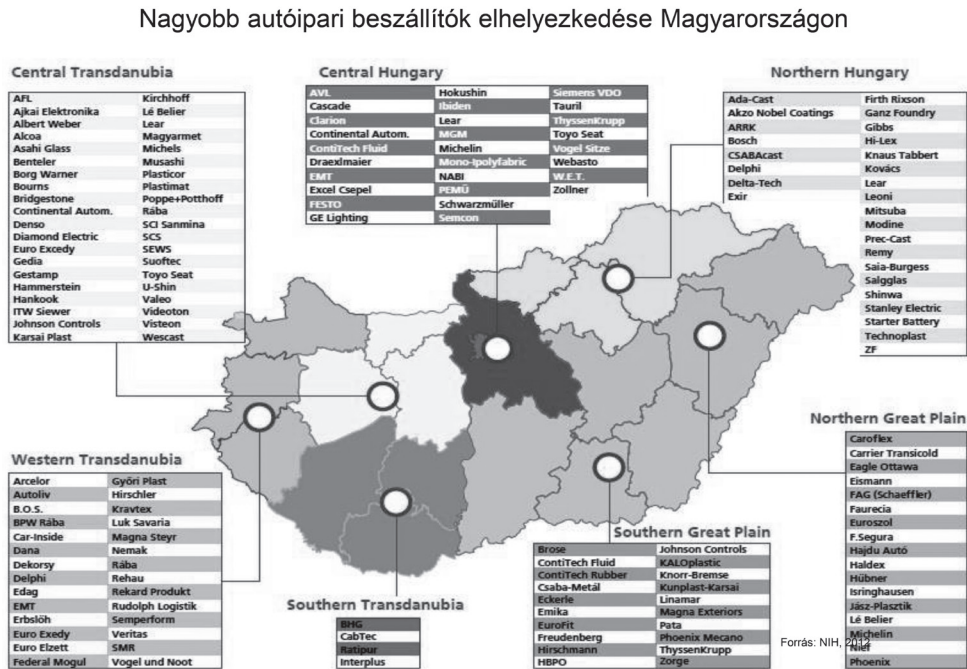 Nagyobb autóipari beszállítók elhelyezkedése Magyarországon
Central Transdanubia
AFL Kirchhoff
Ajkai Elektronika Lé Belier
Albert Weber Lear
Alcoa Magyarmet
Asahi Glass Michels
Benteler Musashi
Borg Warner Plasticor
Bourns Plastimat
Bridgestone Poppe+Potthoff
Continental Autom. Rába
Denso SCI Sanmina
Diamond Electric SCS
Euro Excedy SEWS
Gedia Suoftec
Gestamp Toyo Seat
Hammerstein U-Shin
Hankook Valeo
ITW Siewer Videoton
Johnson Controls Visteon
Karsai Plast Wescast
Central Hungary
AVL Hokushin Siemens VDO
Cascade Ibiden Tauril
Clarion Lear ThyssenKrupp
Continental Autom. MGM Toyo Seat
ContiTech Fluid Michelin Vogel Sitze
Draexlmaier Mono-Ipolyfabric Webasto
EMT NABI W.E.T.
Excel Csepel PEMÜ Zollner
FESTO Schwarzmüller
GE Lighting Semcon
Northern Hungary
Ada-Cast Firth Rixson
Akzo Nobel Coatings Ganz Foundry
ARRK Gibbs
Bosch Hi-Lex
CSABAcast Knaus Tabbert
Delphi Kovács
Delta-Tech Lear
Exir Leoni
Mitsuba
Modine
Prec-Cast
Remy
Saia-Burgess
Salgglas
Shinwa
Stanley Electric
Starter Battery
Technoplast
ZF
Western Transdanubia
Arcelor Győri Plast
Autoliv Hirschler
B.O.S. Kravtex
BPW Rába Luk Savaria
Car-Inside Magna Steyr
Dana Nemak
Dekorsy Rába
Delphi Rehau
Edag Rekard Produkt
EMT Rudolph Logistik
Erbslöh Semperform
Euro Exedy Veritas
Euro Elzett SMR
Federal Mogul Vogel und Noot
Southern Transdanubia
BHG
CabTec
Ratipur
Interplus
Southern Great Plain
Brose Johnson Controls
ContiTech Fluid KALOplastic
ContiTech Rubber Knorr-Bremse
Csaba-Metál Kunplast-Karsai
Eckerle Linamar
Emika Magna Exteriors
EuroFit Pata
Freudenberg Phoenix Mecano
Hirschmann ThyssenKrupp
HBPO Zorge
Northern Great Plain
Caroflex
Carrier Transicold
Eagle Ottawa
Eismann
FAG (Schaeffler)
Faurecia
Euroszol
F.Segura
Hajdu Autó
Haldex
Hübner
Isringhausen
Jász-Plasztik
Lé Belier
Michelin
Nief
Phoenix
Forrás: NIH, 2012